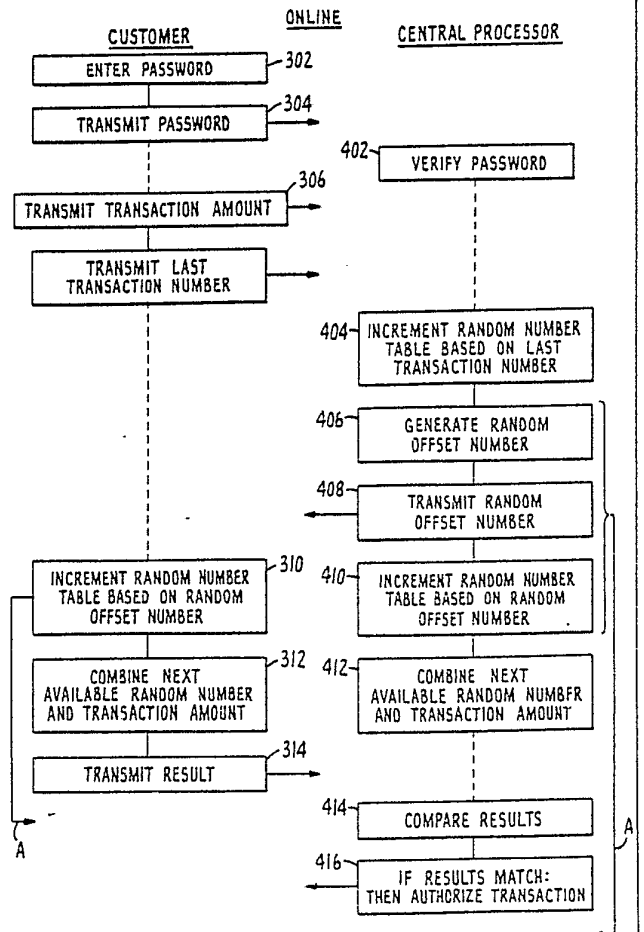 ONLINE
CUSTOMER
CENTRAL PROCESSOR
ENTER PASSWORD
302
TRANSMIT PASSWORD
304
402
VERIFY PASSWORD
306
TRANSMIT TRANSACTION AMOUNT
TRANSMIT LAST
TRANSACTION NUMBER
404
INCREMENT RANDOM NUMBER
TABLE BASED ON LAST
TRANSACTION NUMBER
406
GENERATE RANDOM
OFFSET NUMBER
408
TRANSMIT RANDOM
OFFSET NUMBER
INCREMENT RANDOM NUMBER
TABLE BASED ON RANDOM
OFFSET NUMBER
310
410
INCREMENT RANDOM NUMBER
TABLE BASED ON RANDOM
OFFSET NUMBER
COMBINE NEXT
AVAILABLE RANDOM NUMBER
AND TRANSACTION AMOUNT
312
412
COMBINE NEXT
AVAILABLE RANDOM NUMBER
AND TRANSACTION AMOUNT
TRANSMIT RESULT
314
A
414
COMPARE RESULTS
A
416
IF RESULTS MATCH:
THEN AUTHORIZE TRANSACTION